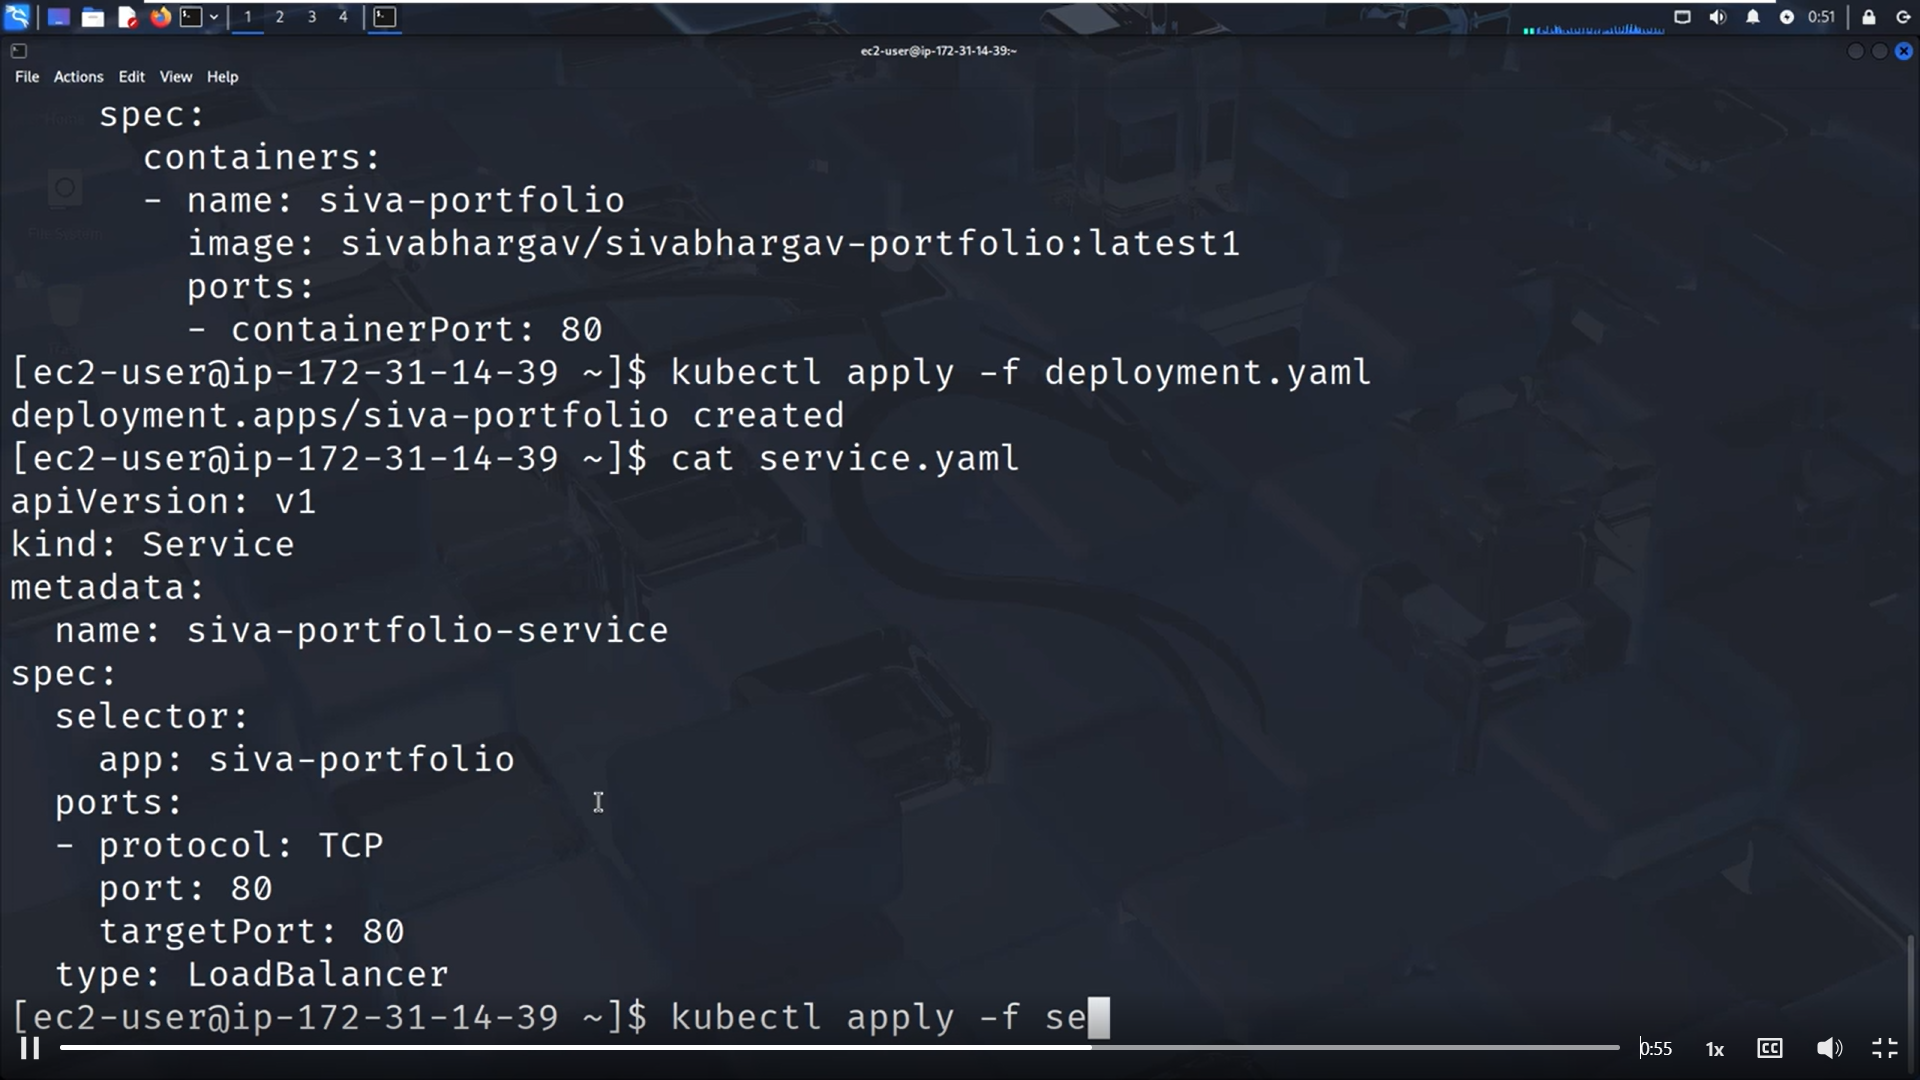 1 2 3 4
0:51
ec2-user@ip-172-31-14-39:~
File Actions Edit View Help
spec:
containers:
- name: siva-portfolio
image: sivabhargav/sivabhargav-portfolio:latest1
ports:
- containerPort: 80
[ec2-user@ip-172-31-14-39 ~]$ kubectl apply -f deployment.yaml
deployment.apps/siva-portfolio created
[ec2-user@ip-172-31-14-39 ~]$ cat service.yaml
apiVersion: v1
kind: Service
metadata:
name: siva-portfolio-service
spec:
selector:
app: siva-portfolio
ports:
- protocol: TCP
port: 80
targetPort: 80
type: LoadBalancer
[ec2-user@ip-172-31-14-39 ~]$ kubectl apply -f se
0:55 1x CC